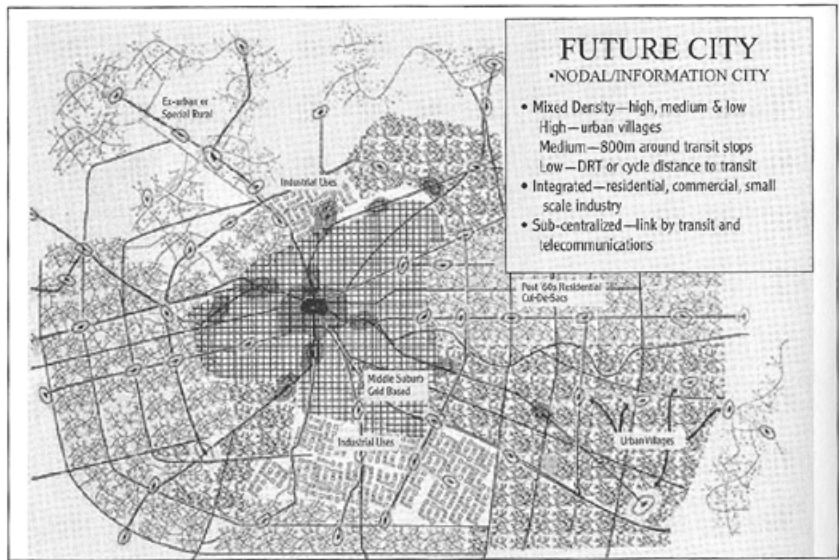 FUTURE CITY
•NODAL/INFORMATION CITY
• Mixed Density—high, medium & low
High—urban villages
Medium—800m around transit stops
Low—DRT or cycle distance to transit
• Integrated—residential, commercial, small
scale industry
• Sub-centralized—link by transit and
telecommunications
Ex-urban or
Special Rural
Industrial Uses
Post '60s Residential
Cul-De-Sacs
Middle Suburb
Grid Based
Industrial Uses
Urban Villages